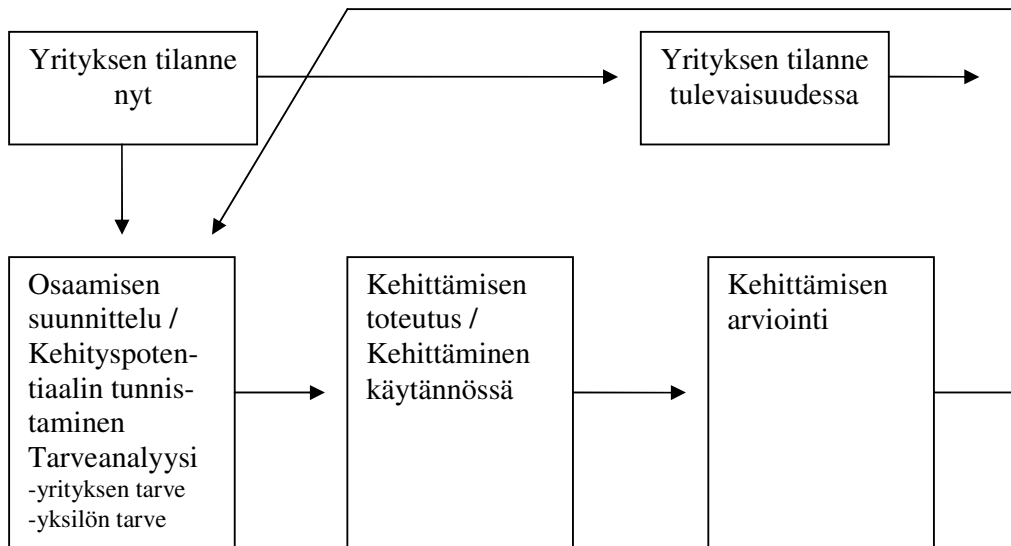 Yrityksen tilanne
nyt
Yrityksen tilanne
tulevaisuudessa
Osaamisen
suunnittelu /
Kehityspoten-
tiaalin tunnis-
taminen
Tarveanalyysi
-yrityksen tarve
-yksilön tarve
Kehittämisen
toteutus /
Kehittäminen
käytännössä
Kehittämisen
arviointi